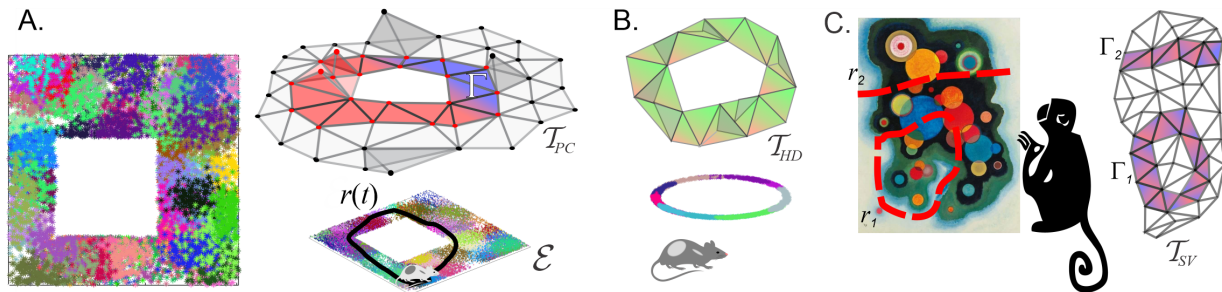 A.
Γ
𝒯PC
r(t)
ℰ
B.
𝒯HD
C.
r2
r1
Γ2
Γ1
𝒯SV